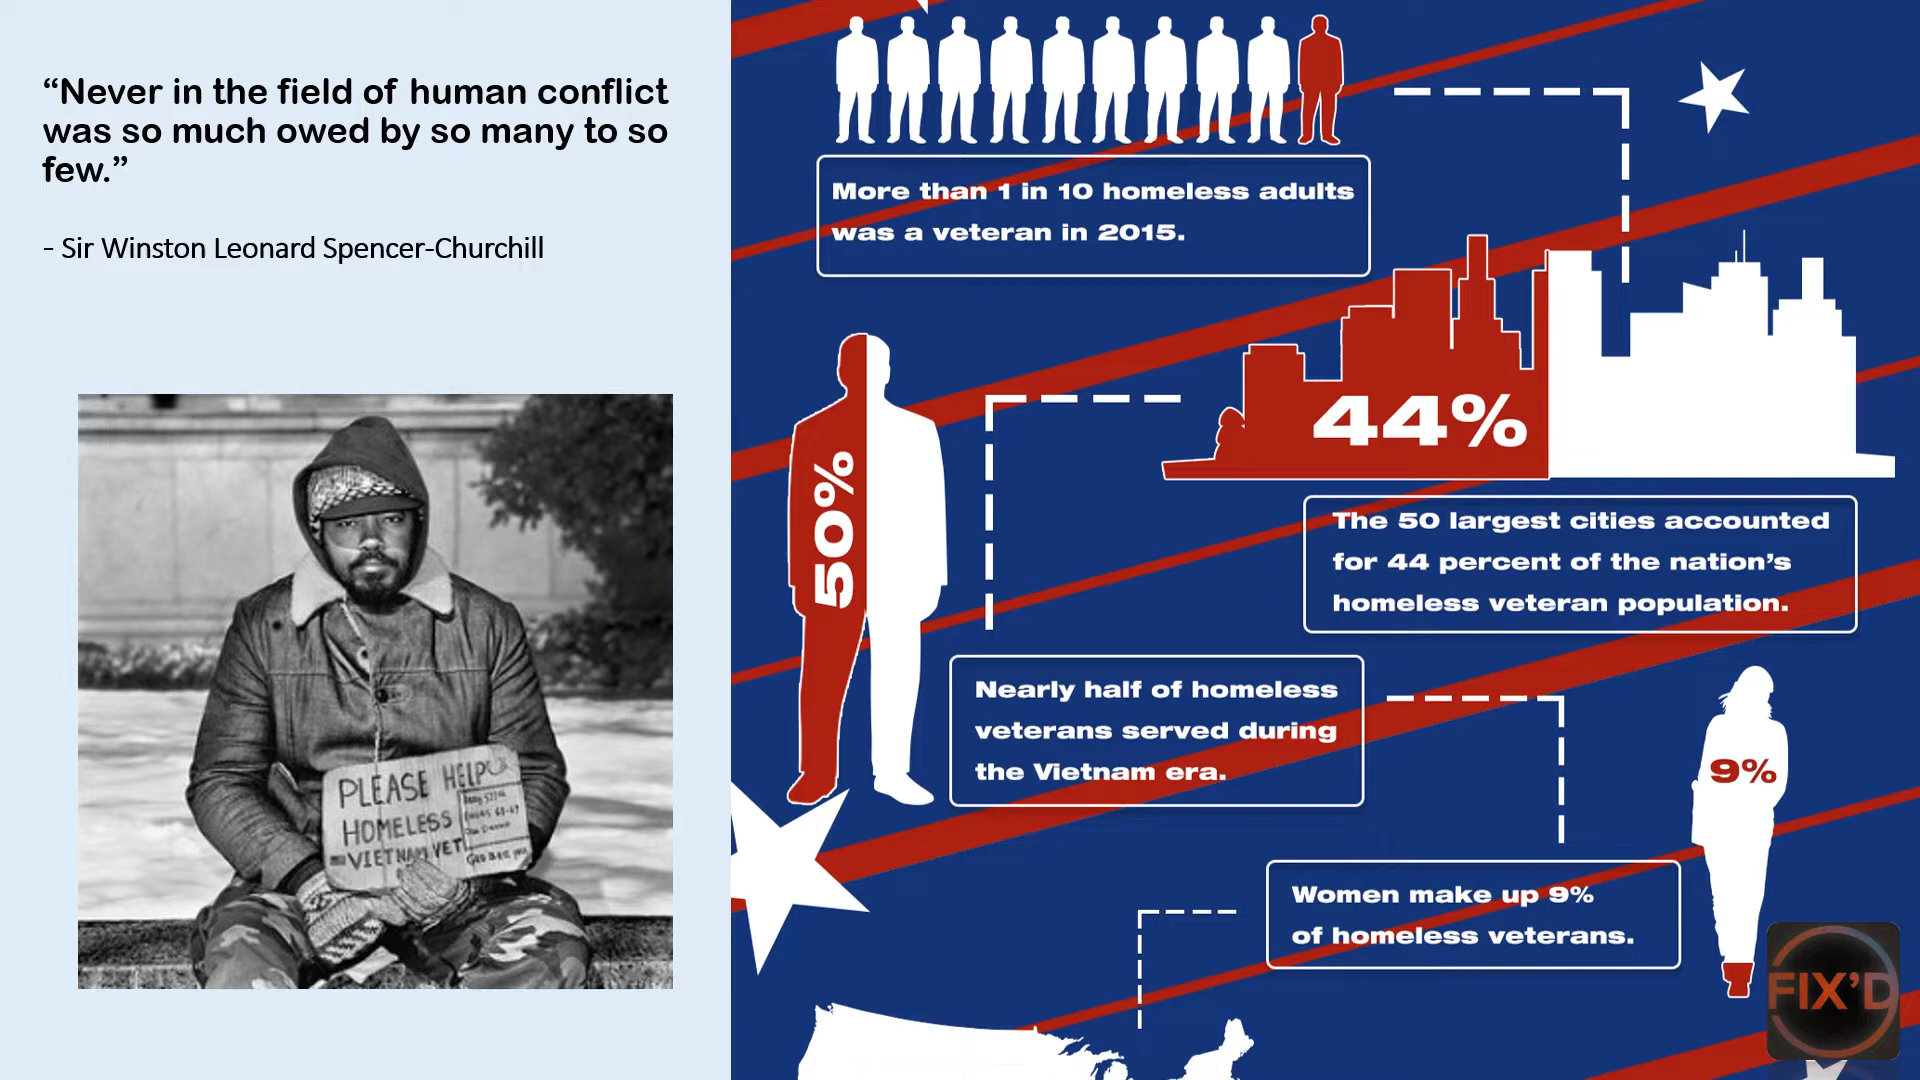 “Never in the field of human conflict
was so much owed by so many to so
few.”
- Sir Winston Leonard Spencer-Churchill
PLEASE HELP
HOMELESS
VIETNAM VET
More than 1 in 10 homeless adults
was a veteran in 2015.
44%
The 50 largest cities accounted
for 44 percent of the nation’s
homeless veteran population.
50%
Nearly half of homeless
veterans served during
the Vietnam era.
9%
Women make up 9%
of homeless veterans.
FIX’D